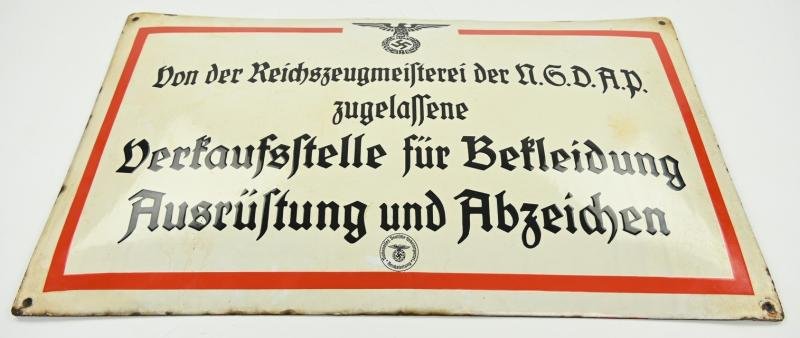 Von der Reichszeugmeisterei der N.S.D.A.P.
zugelassene
Verkaufsstelle für Bekleidung
Ausrüstung und Abzeichen